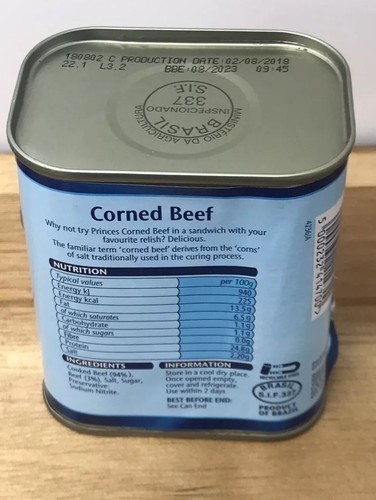 180802 C PRODUCTION DATE 02/08/2018
22.1 L3.2 BBE 08/2023 09:45
MINISTÉRIO DA AGRICULTURA
BRASIL
337
INSPECIONADO
S.I.F.
Corned Beef
Why not try Princes Corned Beef in a sandwich with your
favourite relish? Delicious.
The familiar term 'corned beef' derives from the 'corns'
of salt traditionally used in the curing process.
NUTRITION
Typical values per 100g
Energy kJ 940
Energy kcal 225
Fat 13.5g
of which saturates 6.5g
Carbohydrate 1.1g
of which sugars 1.1g
Fibre 0.0g
Protein 24.8g
Salt 2.20g
INGREDIENTS
Cooked Beef (94%),
Beef (3%), Salt, Sugar,
Preservative:
Sodium Nitrite.
INFORMATION
Store in a cool dry place.
Once opened empty,
cover and refrigerate.
Use within 2 days
BEST BEFORE END:
See Can End
BRASIL
S.I.F. 337
PRODUCT
OF BRAZIL